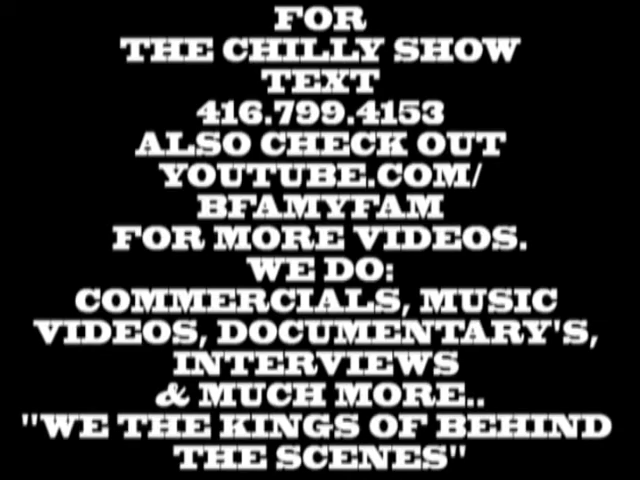 FOR
THE CHILLY SHOW
TEXT
416.799.4153
ALSO CHECK OUT
YOUTUBE.COM/
BFAMYFAM
FOR MORE VIDEOS.
WE DO:
COMMERCIALS, MUSIC
VIDEOS, DOCUMENTARY'S,
INTERVIEWS
& MUCH MORE..
"WE THE KINGS OF BEHIND
THE SCENES"